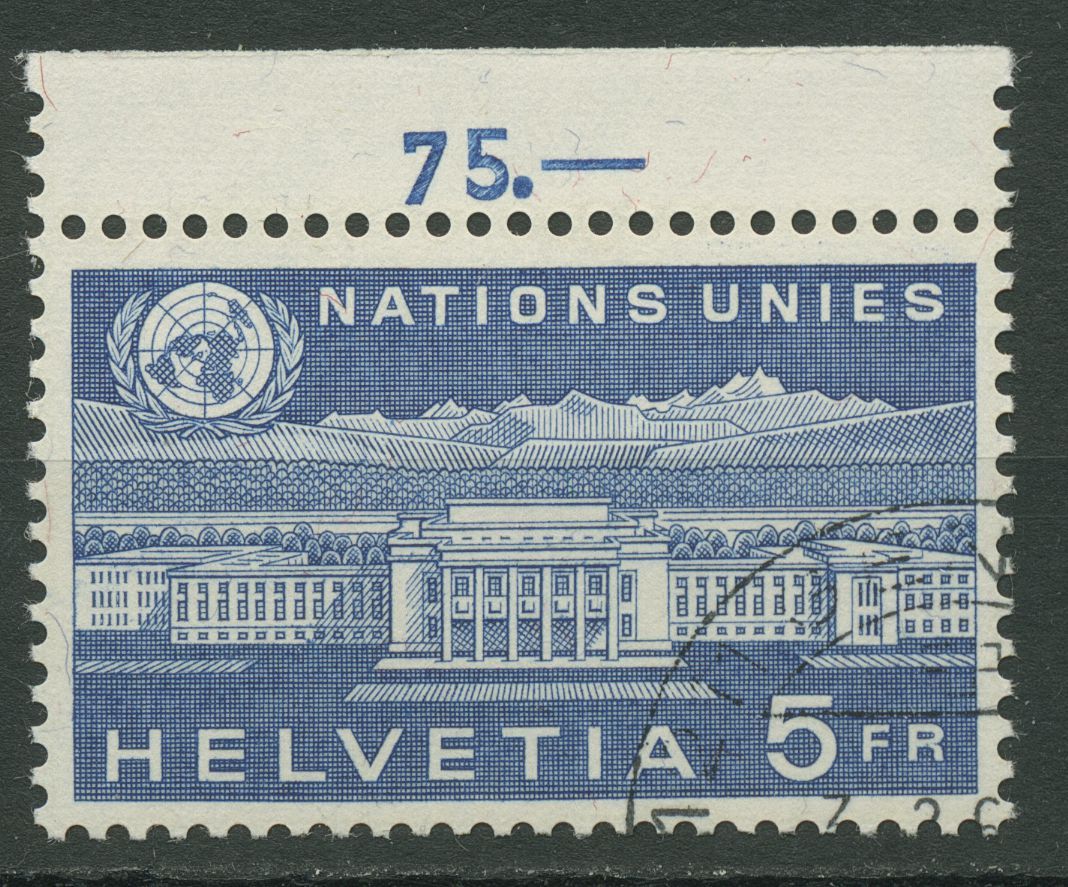 75.—
NATIONS UNIES
HELVETIA 5 FR